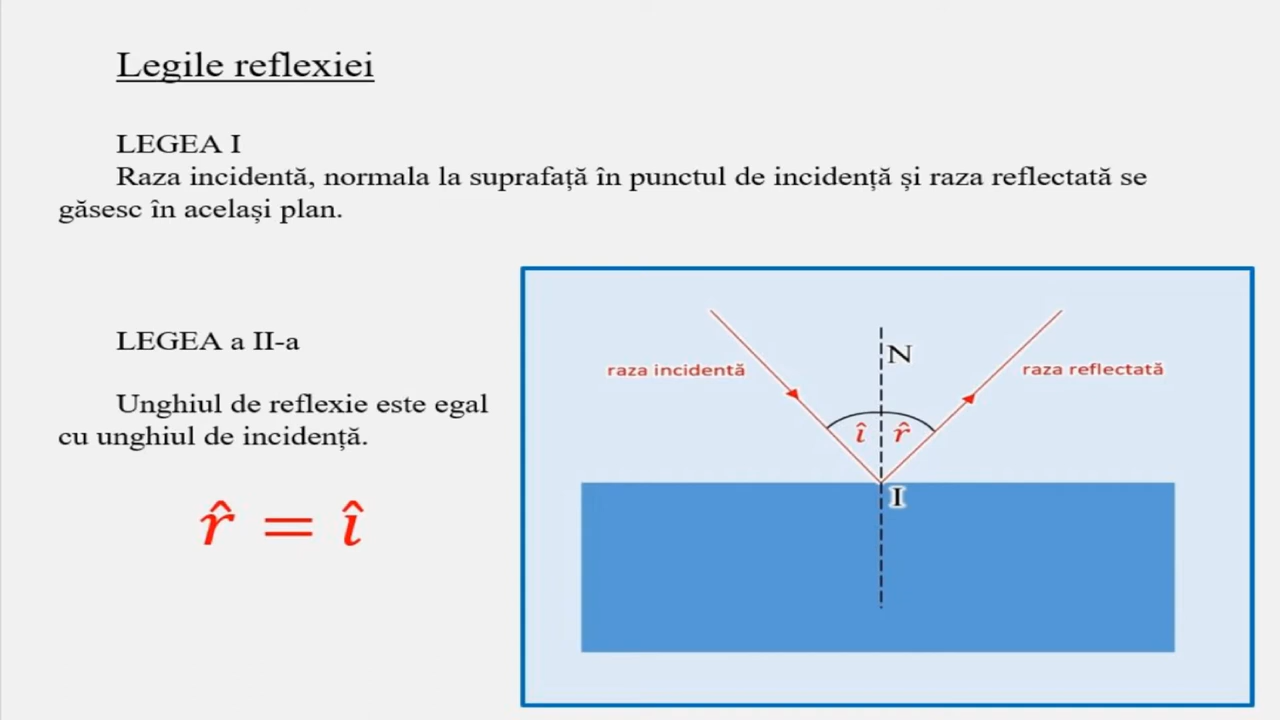 Legile reflexiei
LEGEA I
Raza incidentă, normala la suprafață în punctul de incidență și raza reflectată se
găsesc în același plan.
LEGEA a II-a
Unghiul de reflexie este egal
cu unghiul de incidență.
r̂ = î
N
raza incidentă
raza reflectată
î r̂
I